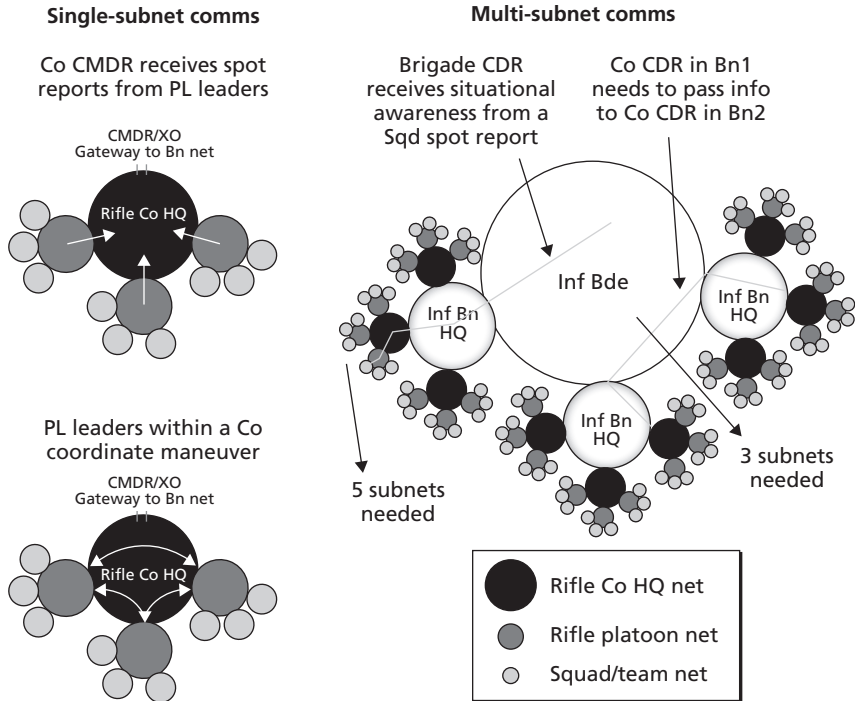 Single-subnet comms
Co CMDR receives spot
reports from PL leaders
CMDR/XO
Gateway to Bn net
Rifle Co HQ
PL leaders within a Co
coordinate maneuver
CMDR/XO
Gateway to Bn net
Rifle Co HQ
Multi-subnet comms
Brigade CDR
receives situational
awareness from a
Sqd spot report
Co CDR in Bn1
needs to pass info
to Co CDR in Bn2
Inf Bde
Inf Bn
HQ
Inf Bn
HQ
Inf Bn
HQ
5 subnets
needed
3 subnets
needed
Rifle Co HQ net
Rifle platoon net
Squad/team net